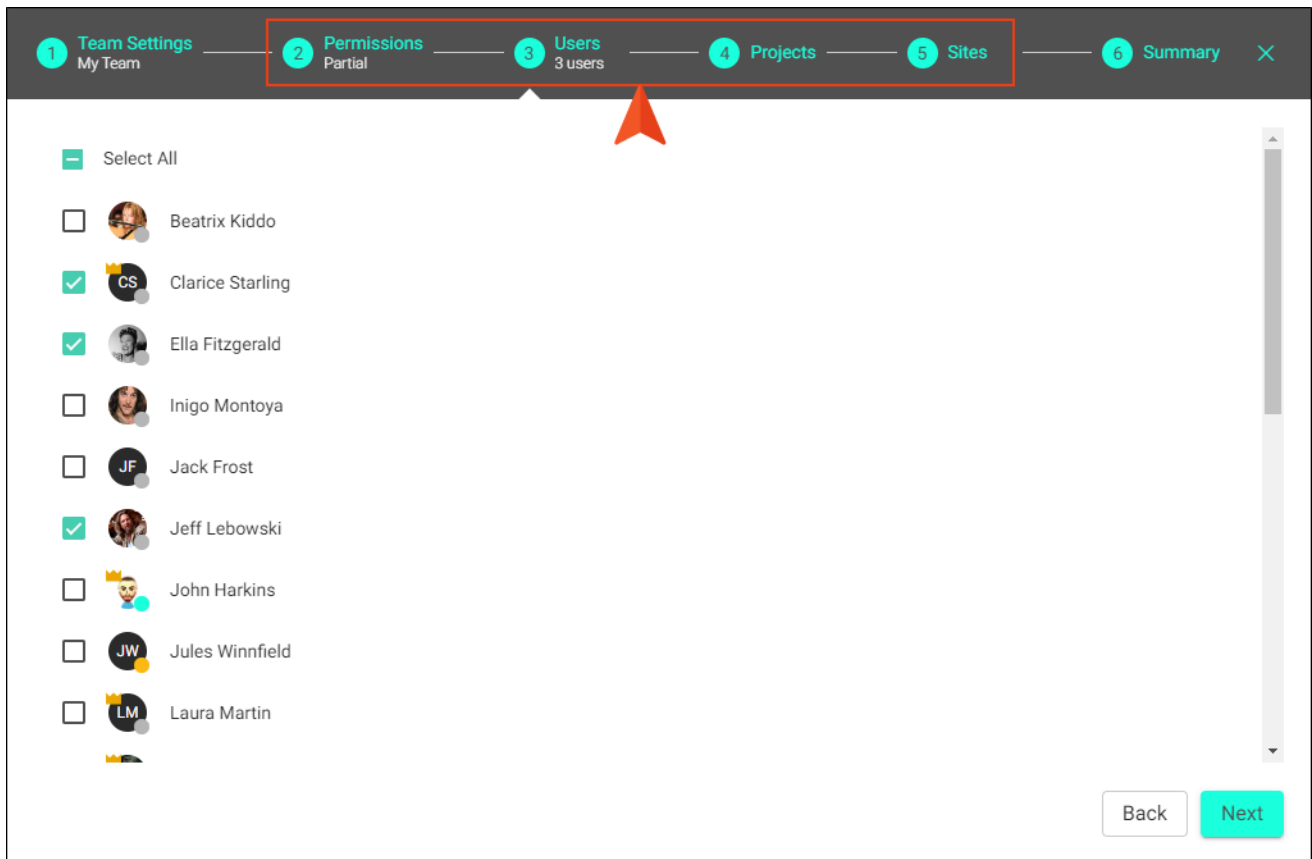 1 Team Settings
My Team
2 Permissions
Partial
3 Users
3 users
4 Projects
5 Sites
6 Summary
Select All
Beatrix Kiddo
CS Clarice Starling
Ella Fitzgerald
Inigo Montoya
JF Jack Frost
Jeff Lebowski
John Harkins
JW Jules Winnfield
LM Laura Martin
Back
Next